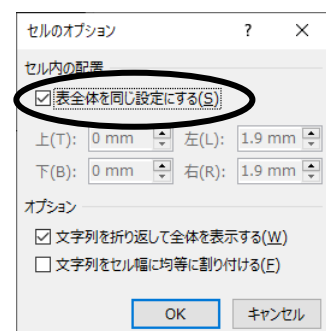 セルのオプション ? ×
セル内の配置
表全体を同じ設定にする(S)
上(T): 0 mm 左(L): 1.9 mm
下(B): 0 mm 右(R): 1.9 mm
オプション
文字列を折り返して全体を表示する(W)
文字列をセル幅に均等に割り付ける(F)
OK キャンセル